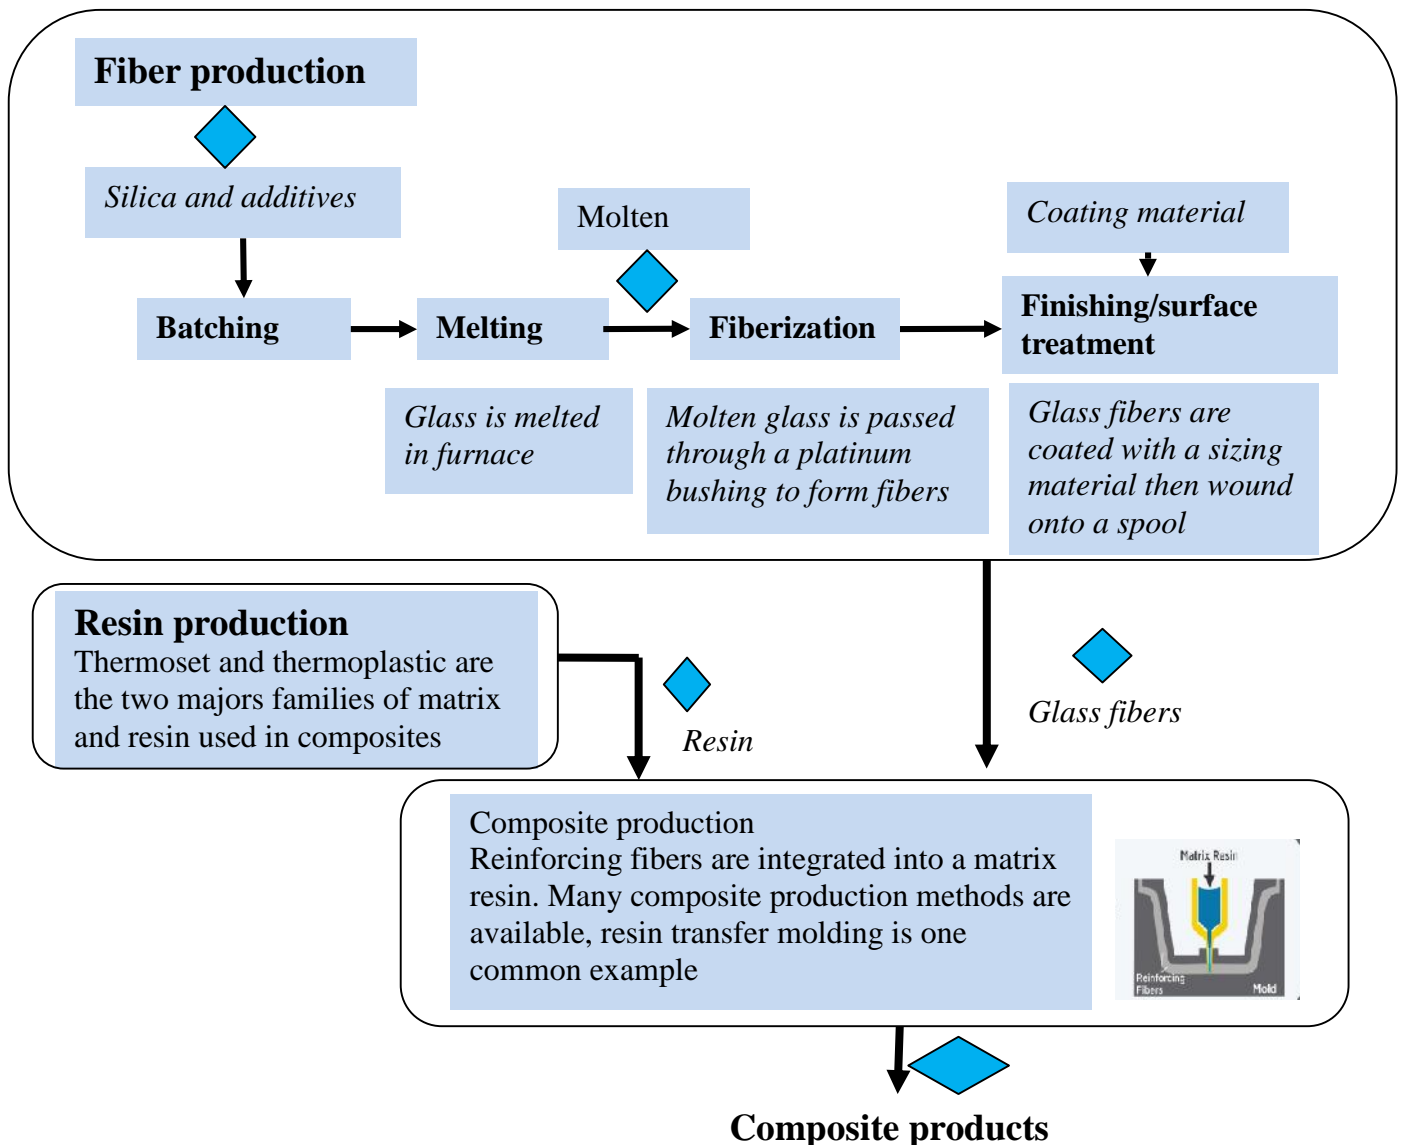 Fiber production
Silica and additives
Molten
Coating material
Batching
Melting
Fiberization
Finishing/surface
treatment
Glass is melted
in furnace
Molten glass is passed
through a platinum
bushing to form fibers
Glass fibers are
coated with a sizing
material then wound
onto a spool
Resin production
Thermoset and thermoplastic are
the two majors families of matrix
and resin used in composites
Resin
Glass fibers
Composite production
Reinforcing fibers are integrated into a matrix
resin. Many composite production methods are
available, resin transfer molding is one
common example
Matrix Resin
Reinforcing
Fibers
Mold
Composite products